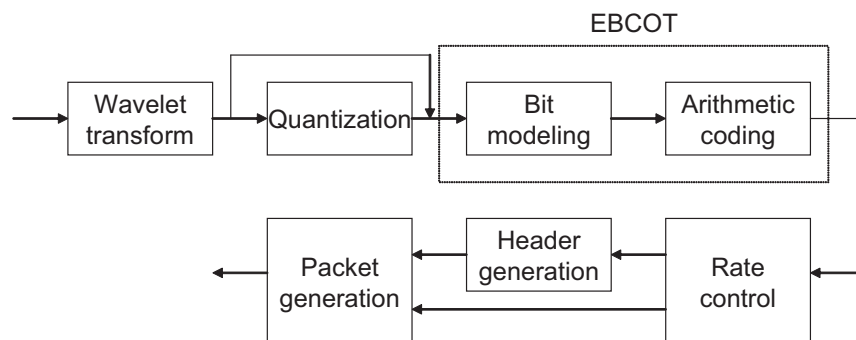 EBCOT
Wavelet
transform
Quantization
Bit
modeling
Arithmetic
coding
Packet
generation
Header
generation
Rate
control